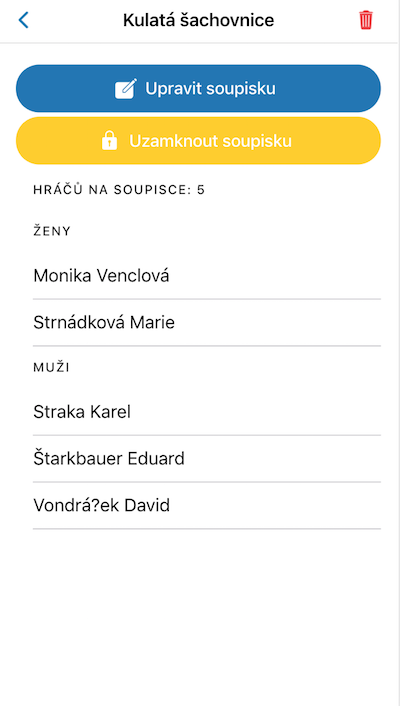 Kulatá šachovnice
Upravit soupisku
Uzamknout soupisku
HRÁČŮ NA SOUPISCE: 5
ŽENY
Monika Venclová
Strnádková Marie
MUŽI
Straka Karel
Štarkbauer Eduard
Vondrá?ek David